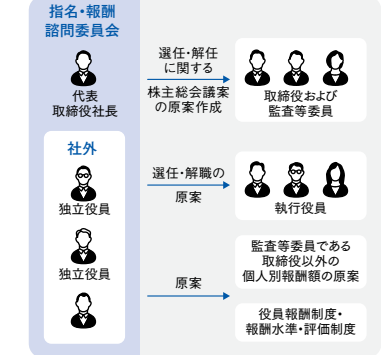 指名・報酬
諮問委員会
代表
取締役社長
社外
独立役員
独立役員
選任・解任
に関する
株主総会議案
の原案作成
取締役および
監査等委員
選任・解職の
原案
執行役員
原案
監査等委員である
取締役以外の
個人別報酬額の原案
役員報酬制度・
報酬水準・評価制度